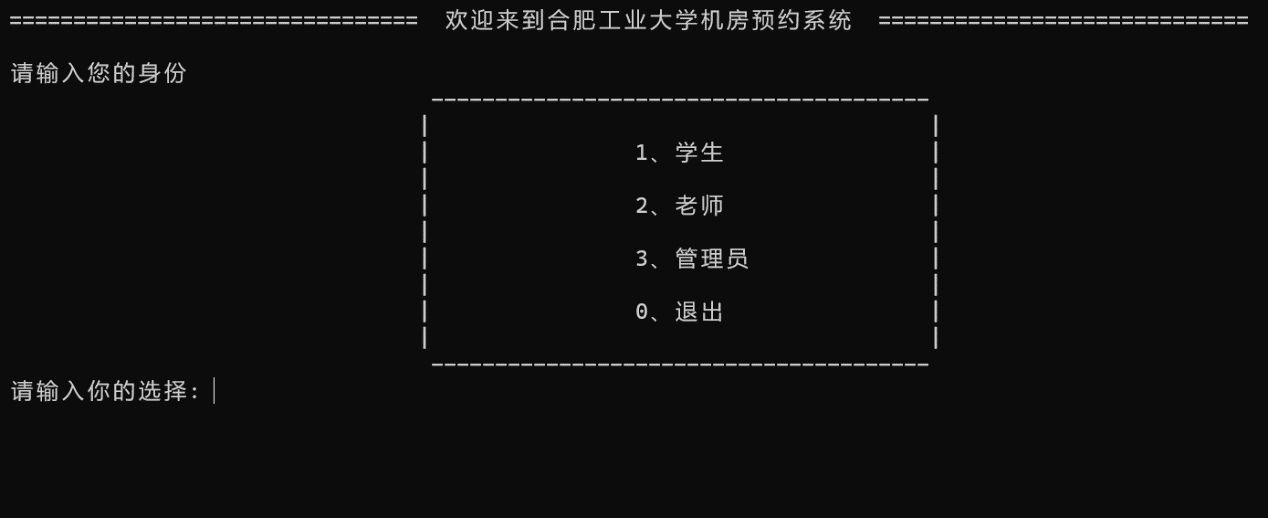 ================================ 欢迎来到合肥工业大学机房预约系统 =============================
请输入您的身份
---------------------------------------
|                                       |
|                1、学生                |
|                                       |
|                2、老师                |
|                                       |
|                3、管理员              |
|                                       |
|                0、退出                |
|                                       |
---------------------------------------
请输入你的选择: